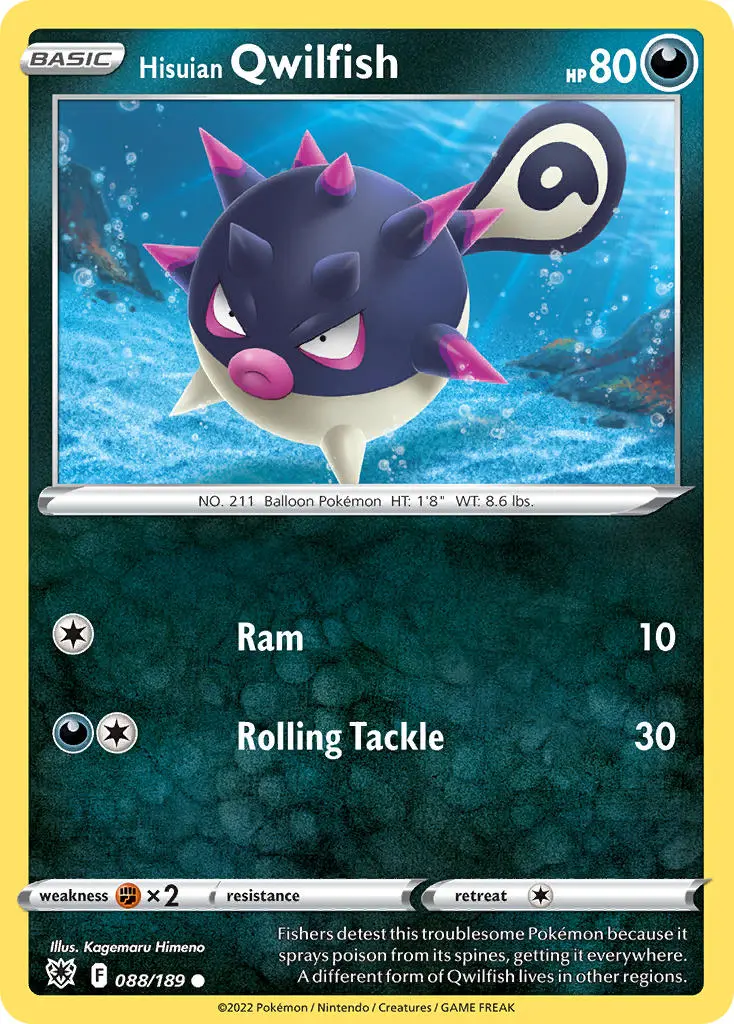 BASIC
Hisuian Qwilfish HP 80
NO. 211 Balloon Pokémon HT: 1'8" WT: 8.6 lbs.
Ram 10
Rolling Tackle 30
weakness ×2 resistance retreat
Illus. Kagemaru Himeno
Fishers detest this troublesome Pokémon because it
sprays poison from its spines, getting it everywhere.
A different form of Qwilfish lives in other regions.
F 088/189
©2022 Pokémon / Nintendo / Creatures / GAME FREAK